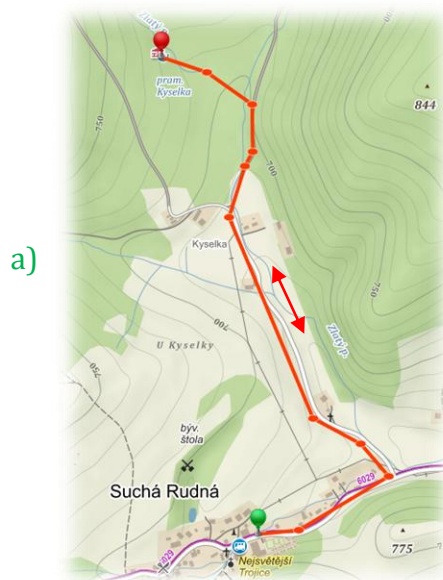 Zlatý p.
pram.
Kyselka
750
844
700
a)
Kyselka
Zlatý p.
750
700
U Kyselky
750
býv.
štola
6029
Suchá Rudná
029
Nejsvětější
Trojice
775